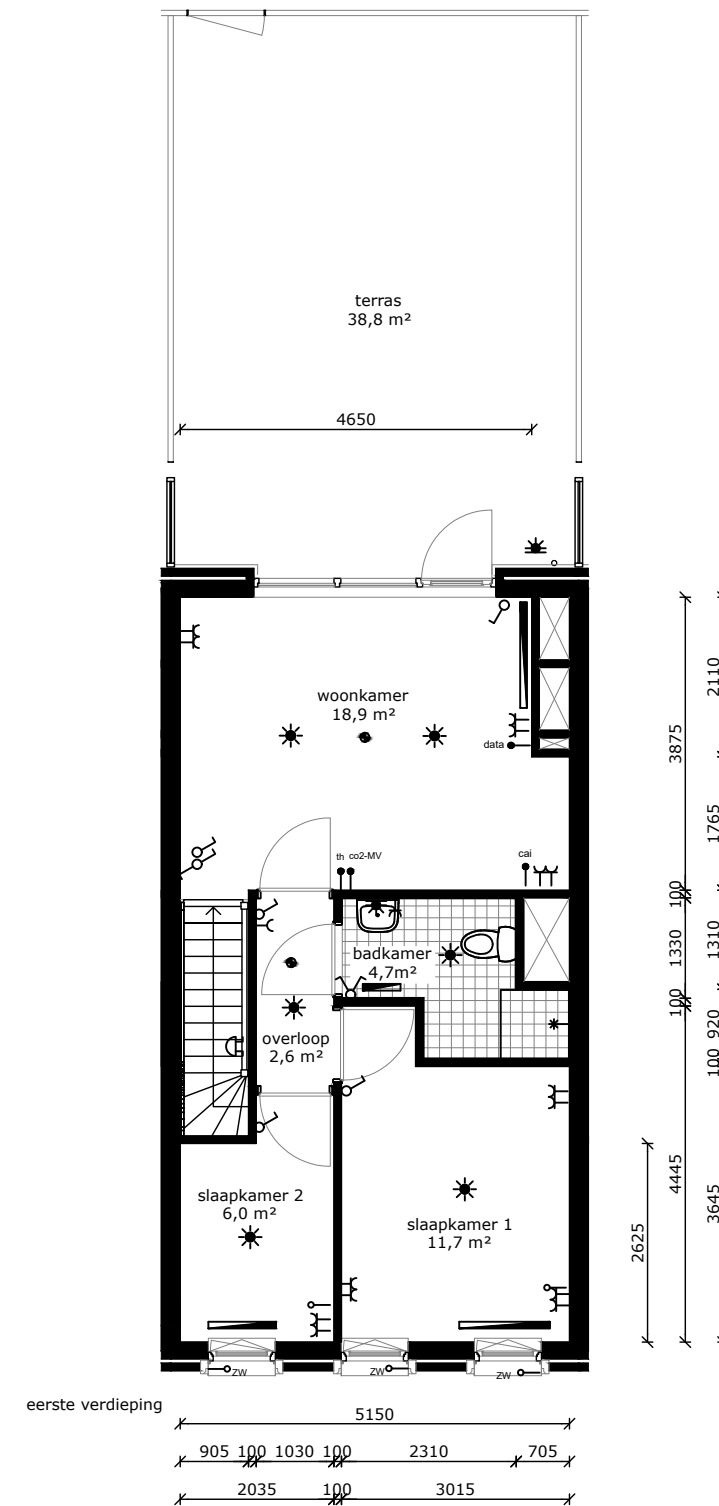 terras
38,8 m²
4650
woonkamer
18,9 m²
data
th co2-MV
cai
badkamer
4,7m²
overloop
2,6 m²
slaapkamer 2
6,0 m²
slaapkamer 1
11,7 m²
ZW
ZW
ZW
3875
100
1330
100
4445
2625
2110
1765
1310
920
100
3645
eerste verdieping
5150
905 100 1030 100 2310 705
2035 100 3015